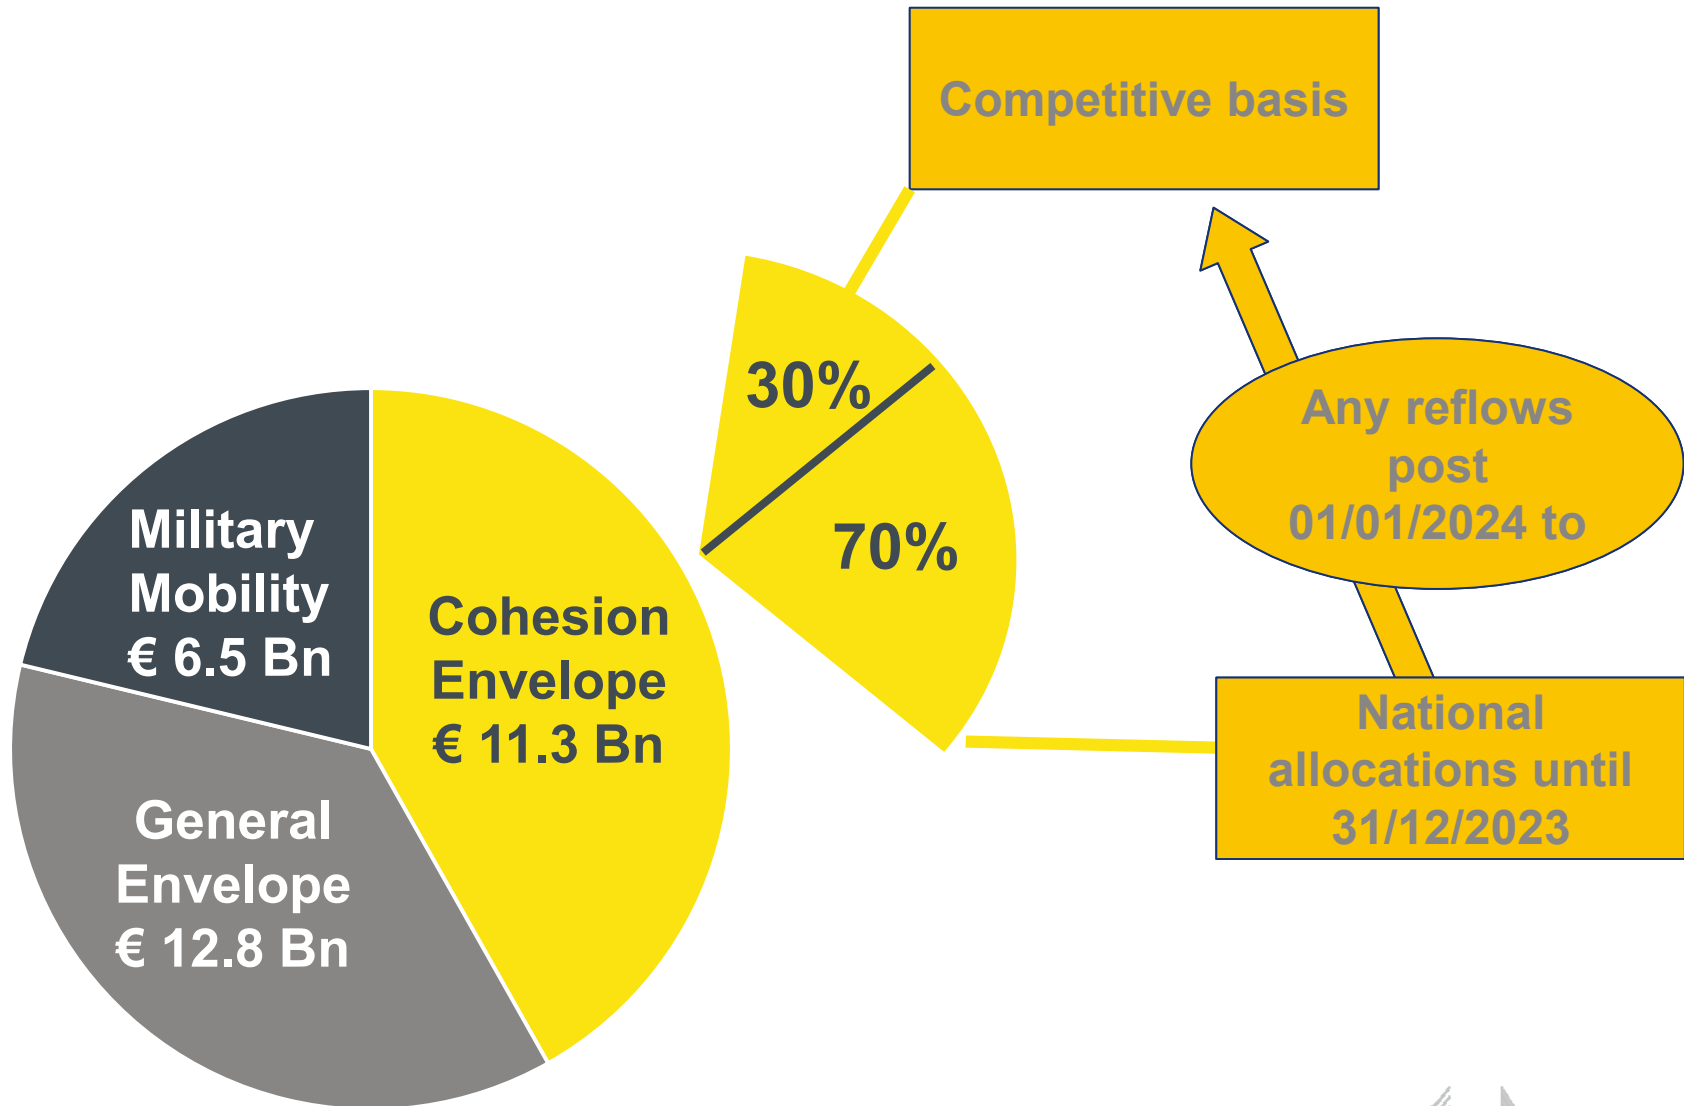 Competitive basis
30%
70%
Any reflows
post
01/01/2024 to
Military
Mobility
€ 6.5 Bn
Cohesion
Envelope
€ 11.3 Bn
General
Envelope
€ 12.8 Bn
National
allocations until
31/12/2023